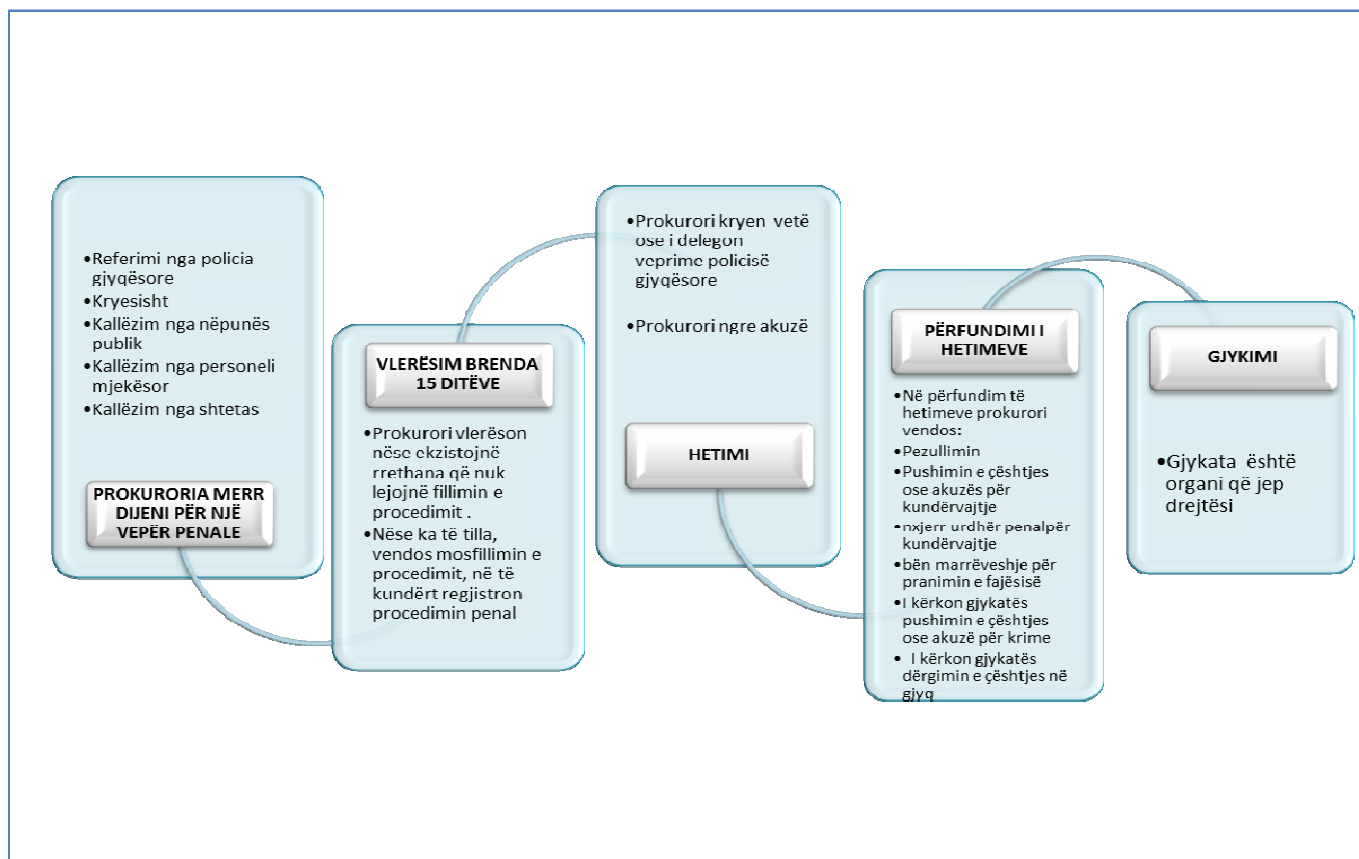 •Referimi nga policia
gjyqësore
•Kryesisht
•Kallëzim nga nëpunës
publik
•Kallëzim nga personeli
mjekësor
•Kallëzim nga shtetas
PROKURORIA MERR
DIJENI PËR NJË
VEPËR PENALE
VLERËSIM BRENDA
15 DITËVE
•Prokurori vlerëson
nëse ekzistojnë
rrethana që nuk
lejojnë fillimin e
procedimit .
•Nëse ka të tilla,
vendos mosfillimin e
procedimit, në të
kundërt regjistron
procedimin penal
•Prokurori kryen vetë
ose i delegon
veprime policisë
gjyqësore
•Prokurori ngre akuzë
HETIMI
PËRFUNDIMI I
HETIMEVE
•Në përfundim të
hetimeve prokurori
vendos:
•Pezullimin
•Pushimin e çështjes
ose akuzës për
kundërvajtje
•nxjerr urdhër penalpër
kundërvajtje
•bën marrëveshje për
pranimin e fajësisë
•I kërkon gjykatës
pushimin e çështjes
ose akuzë për krime
• I kërkon gjykatës
dërgimin e çështjes në
gjyq
GJYKIMI
•Gjykata është
organi që jep
drejtësi